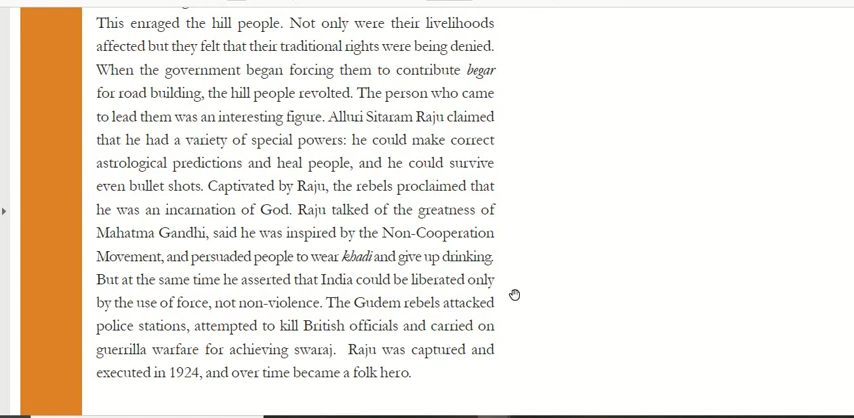 This enraged the hill people. Not only were their livelihoods
affected but they felt that their traditional rights were being denied.
When the government began forcing them to contribute begar
for road building, the hill people revolted. The person who came
to lead them was an interesting figure. Alluri Sitaram Raju claimed
that he had a variety of special powers: he could make correct
astrological predictions and heal people, and he could survive
even bullet shots. Captivated by Raju, the rebels proclaimed that
he was an incarnation of God. Raju talked of the greatness of
Mahatma Gandhi, said he was inspired by the Non-Cooperation
Movement, and persuaded people to wear khadi and give up drinking.
But at the same time he asserted that India could be liberated only
by the use of force, not non-violence. The Gudem rebels attacked
police stations, attempted to kill British officials and carried on
guerrilla warfare for achieving swaraj. Raju was captured and
executed in 1924, and over time became a folk hero.